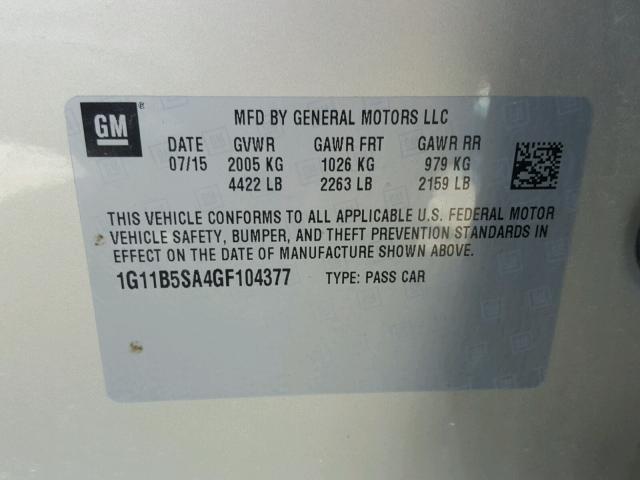 GM ®
MFD BY GENERAL MOTORS LLC
DATE GVWR GAWR FRT GAWR RR
07/15 2005 KG 1026 KG 979 KG
4422 LB 2263 LB 2159 LB
THIS VEHICLE CONFORMS TO ALL APPLICABLE U.S. FEDERAL MOTOR
VEHICLE SAFETY, BUMPER, AND THEFT PREVENTION STANDARDS IN
EFFECT ON THE DATE OF MANUFACTURE SHOWN ABOVE.
1G11B5SA4GF104377 TYPE: PASS CAR